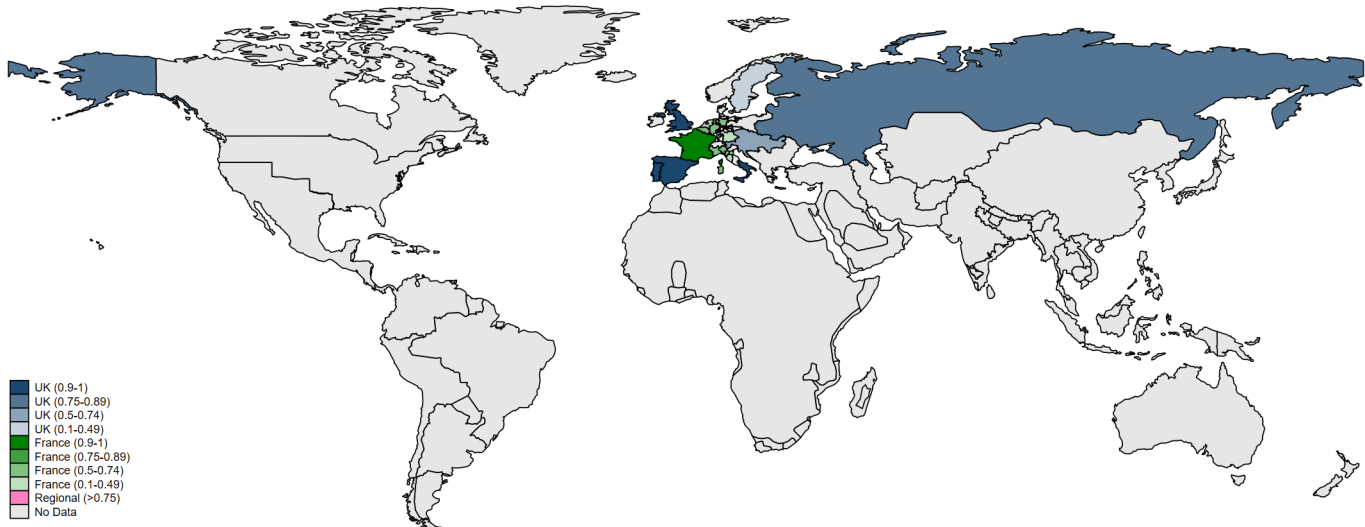 UK (0.9-1)
UK (0.75-0.89)
UK (0.5-0.74)
UK (0.1-0.49)
France (0.9-1)
France (0.75-0.89)
France (0.5-0.74)
France (0.1-0.49)
Regional (>0.75)
No Data